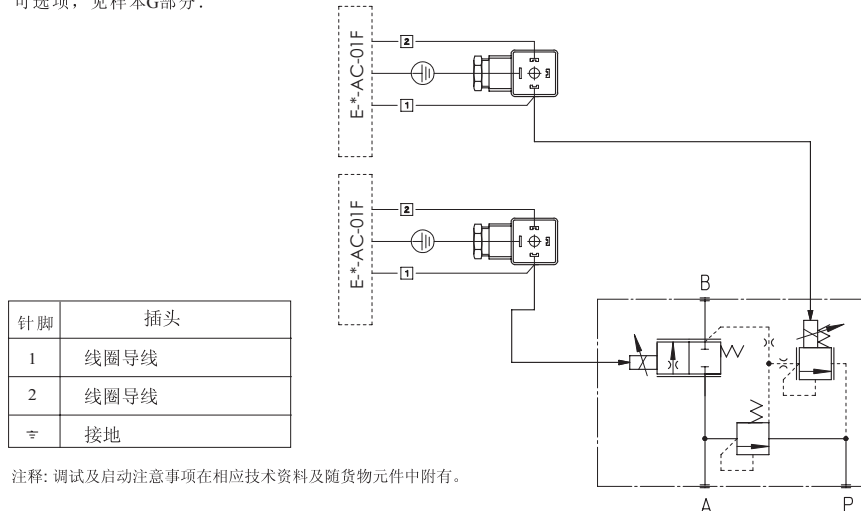 可选项，见样本G部分.
E-*-AC-01F
2
1
E-*-AC-01F
2
1
B
针脚 插头
1 线圈导线
2 线圈导线
⏚ 接地
注释: 调试及启动注意事项在相应技术资料及随货物元件中附有。
A P